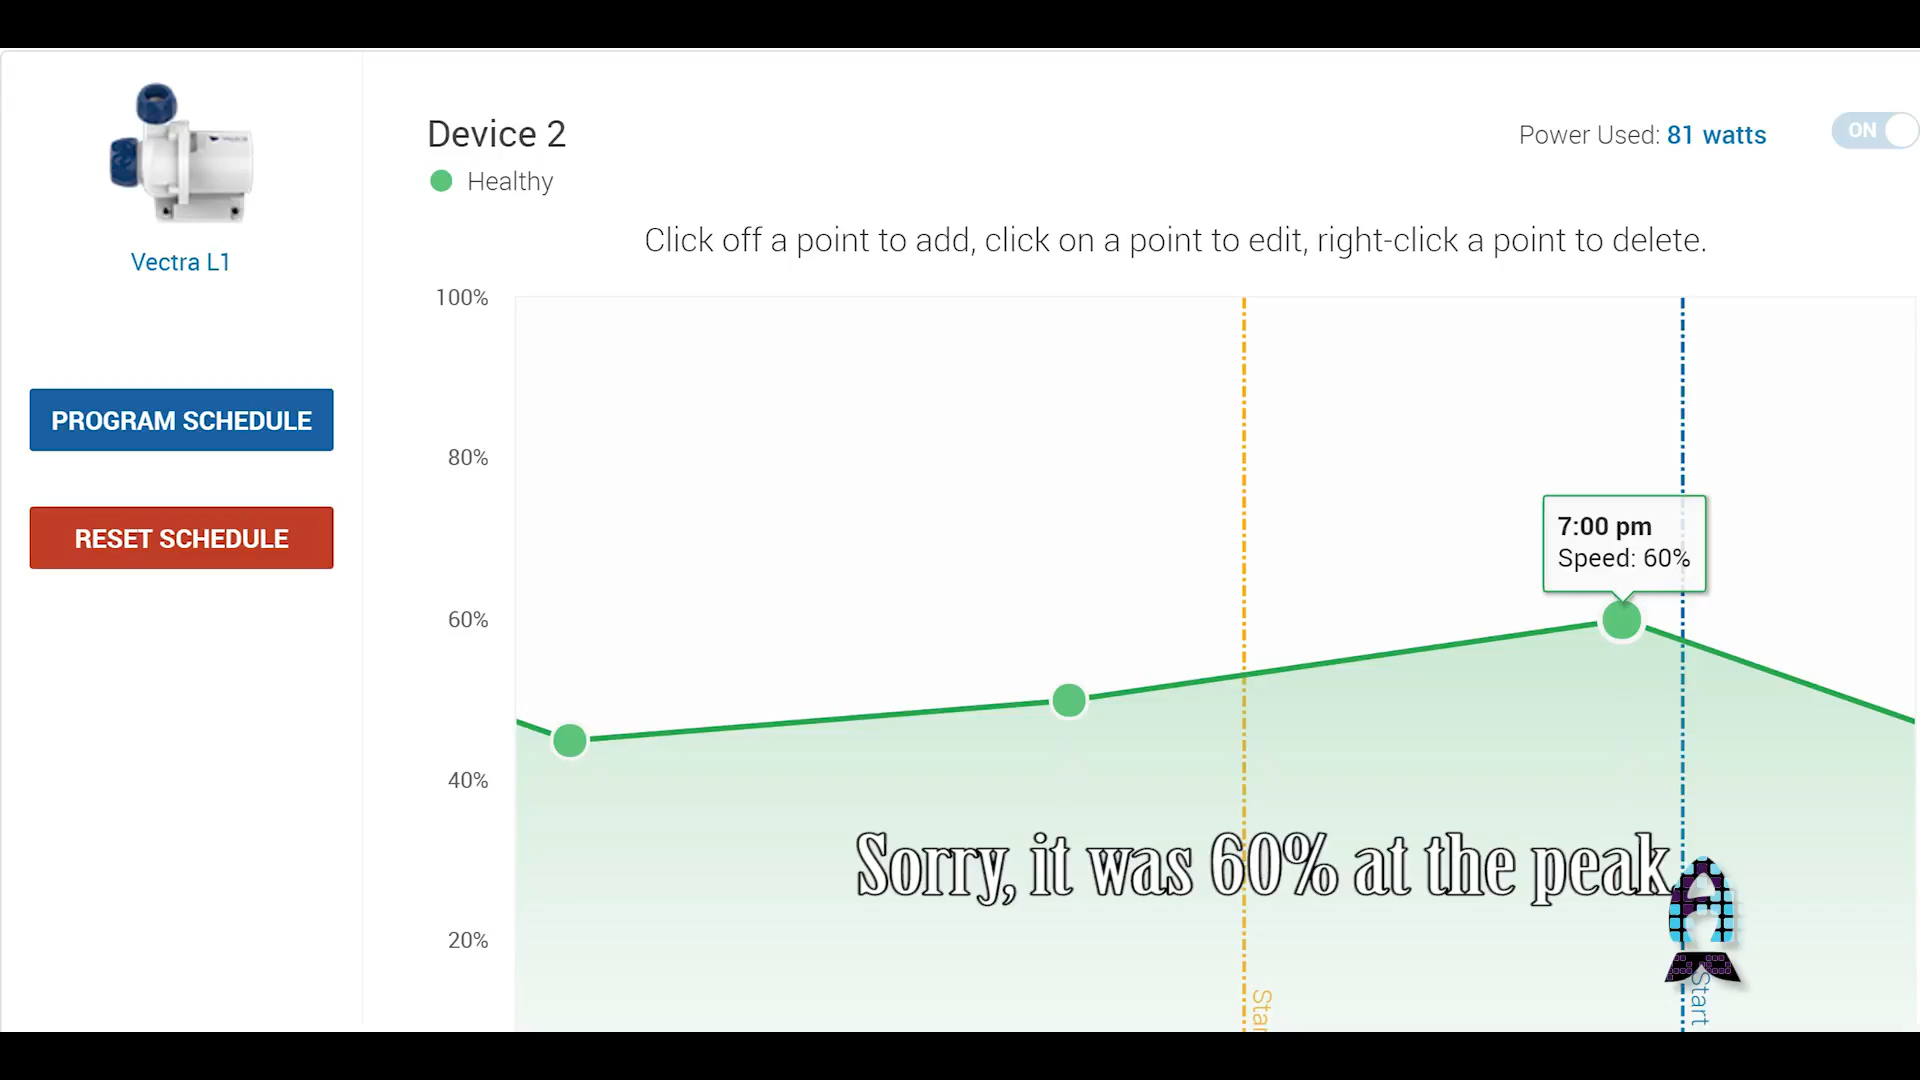 Device 2
Healthy
Power Used: 81 watts
ON
Vectra L1
Click off a point to add, click on a point to edit, right-click a point to delete.
PROGRAM SCHEDULE
RESET SCHEDULE
100%
80%
60%
40%
20%
7:00 pm
Speed: 60%
Sorry, it was 60% at the peak
Start